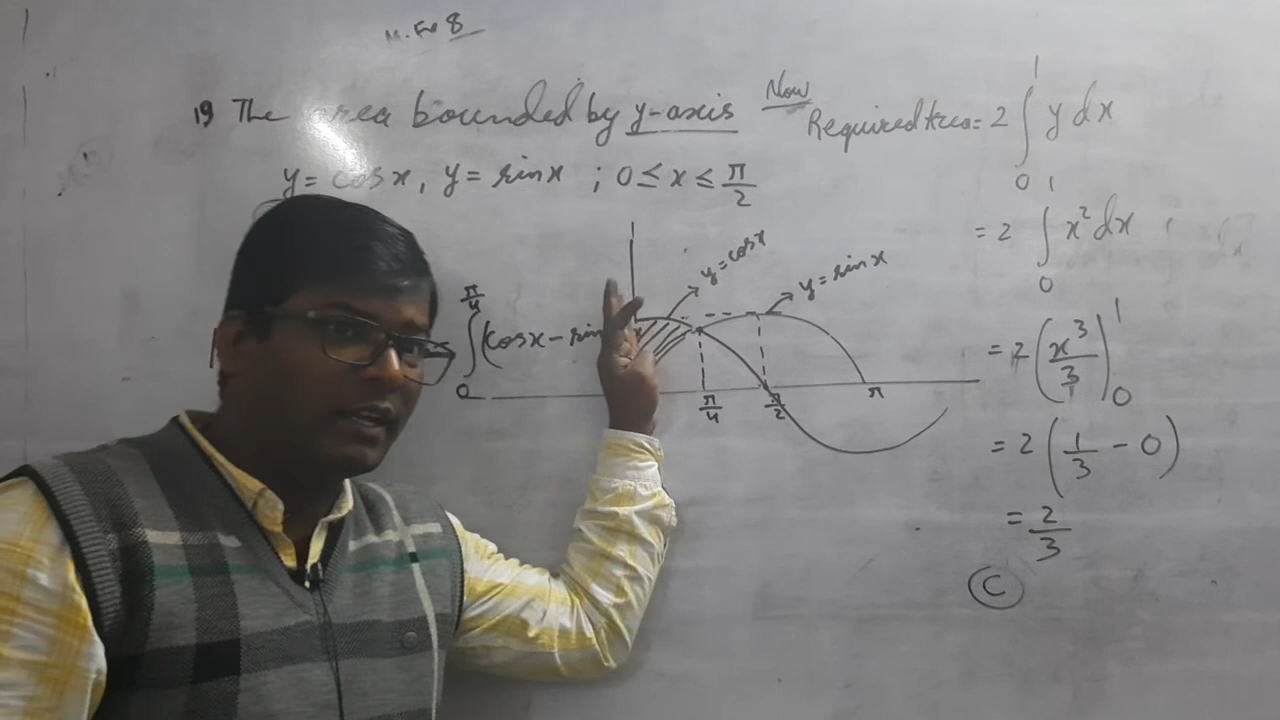 19 The area bounded by y-axis
y = cos x, y = sin x ; 0 ≤ x ≤ π/2
∫₀^(π/4) (cos x - sin
y = cos x
y = sin x
π/4
π/2
π
Now
Required Area = 2 ∫₀¹ y dx
= 2 ∫₀¹ x² dx
= 2 (x³/3)₀¹
= 2 (1/3 - 0)
= 2/3
C